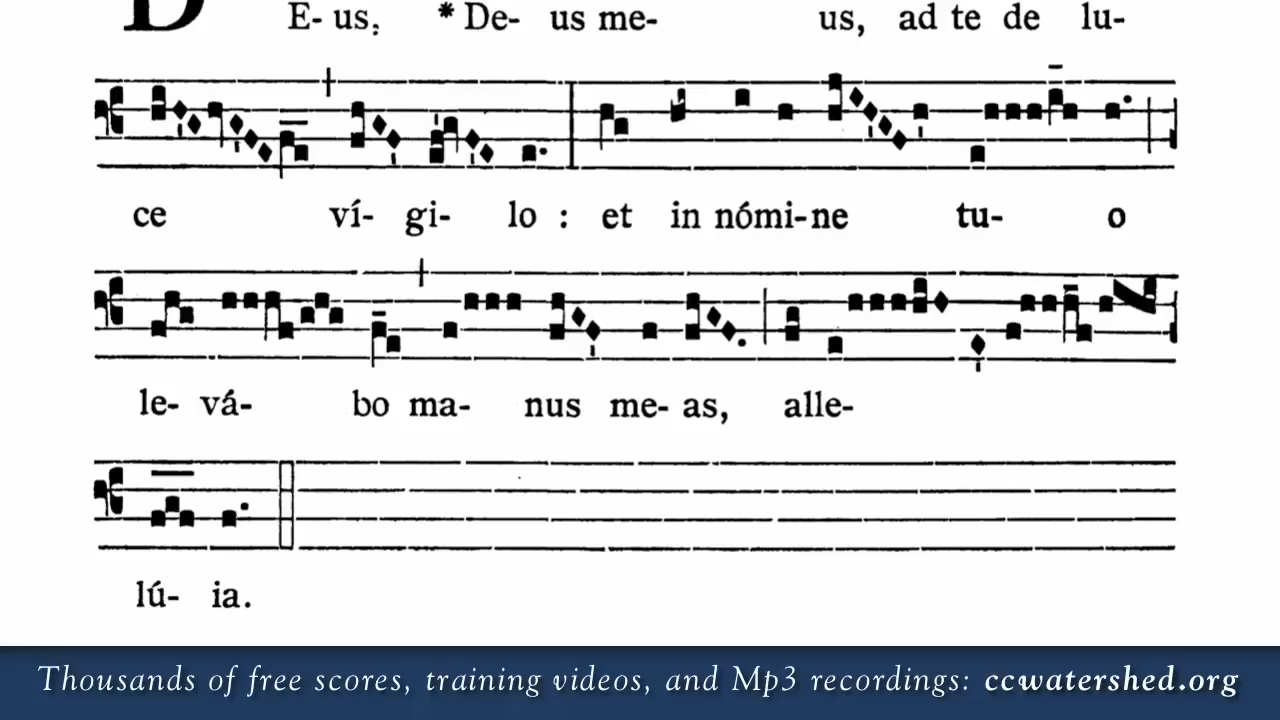 D
E- us, * De- us me- us, ad te de lu-
ce ví- gi- lo : et in nómi-ne tu- o
le- vá- bo ma- nus me- as, alle-
lú- ia.
Thousands of free scores, training videos, and Mp3 recordings: ccwatershed.org